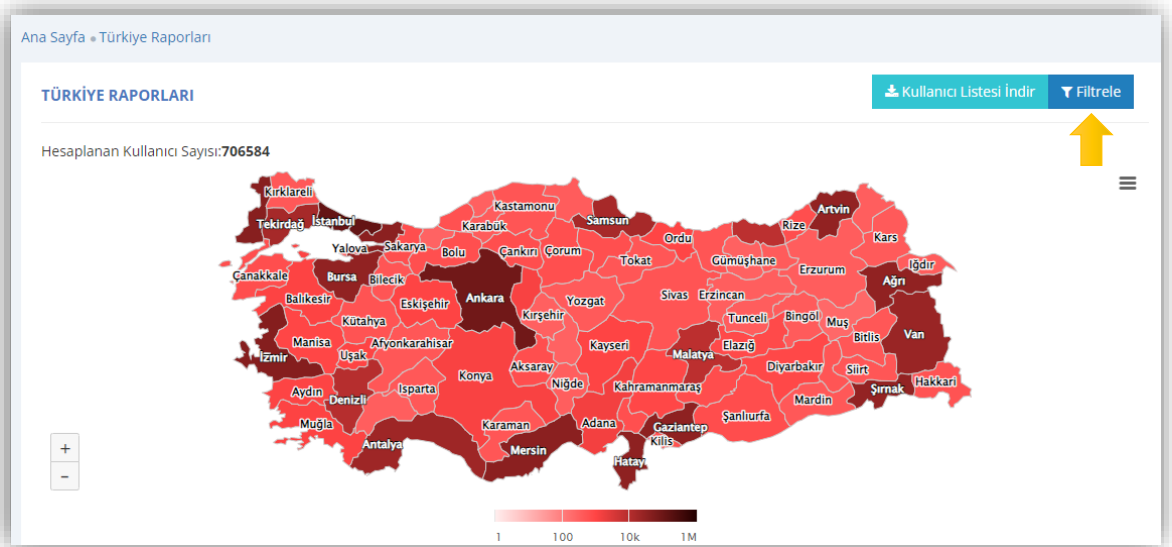 Ana Sayfa • Türkiye Raporları
TÜRKİYE RAPORLARI
Kullanıcı Listesi İndir
Filtrele
Hesaplanan Kullanıcı Sayısı:706584
Kırklareli
Kastamonu
Artvin
Tekirdağ
İstanbul
Karabük
Samsun
Rize
Ordu
Kars
Yalova
Sakarya
Bolu
Çankırı
Çorum
Tokat
Gümüşhane
Erzurum
Iğdır
Çanakkale
Bursa
Bilecik
Ağrı
Balıkesir
Eskişehir
Ankara
Yozgat
Sivas
Erzincan
Kütahya
Kırşehir
Tunceli
Bingöl
Muş
Manisa
Afyonkarahisar
Kayseri
Elazığ
Bitlis
Van
İzmir
Uşak
Malatya
Konya
Aksaray
Diyarbakır
Siirt
Aydın
Isparta
Niğde
Kahramanmaraş
Şırnak
Hakkari
Denizli
Mardin
Şanlıurfa
Muğla
Karaman
Adana
Gaziantep
Kilis
Antalya
Mersin
Hatay
+
-
1 100 10k 1M